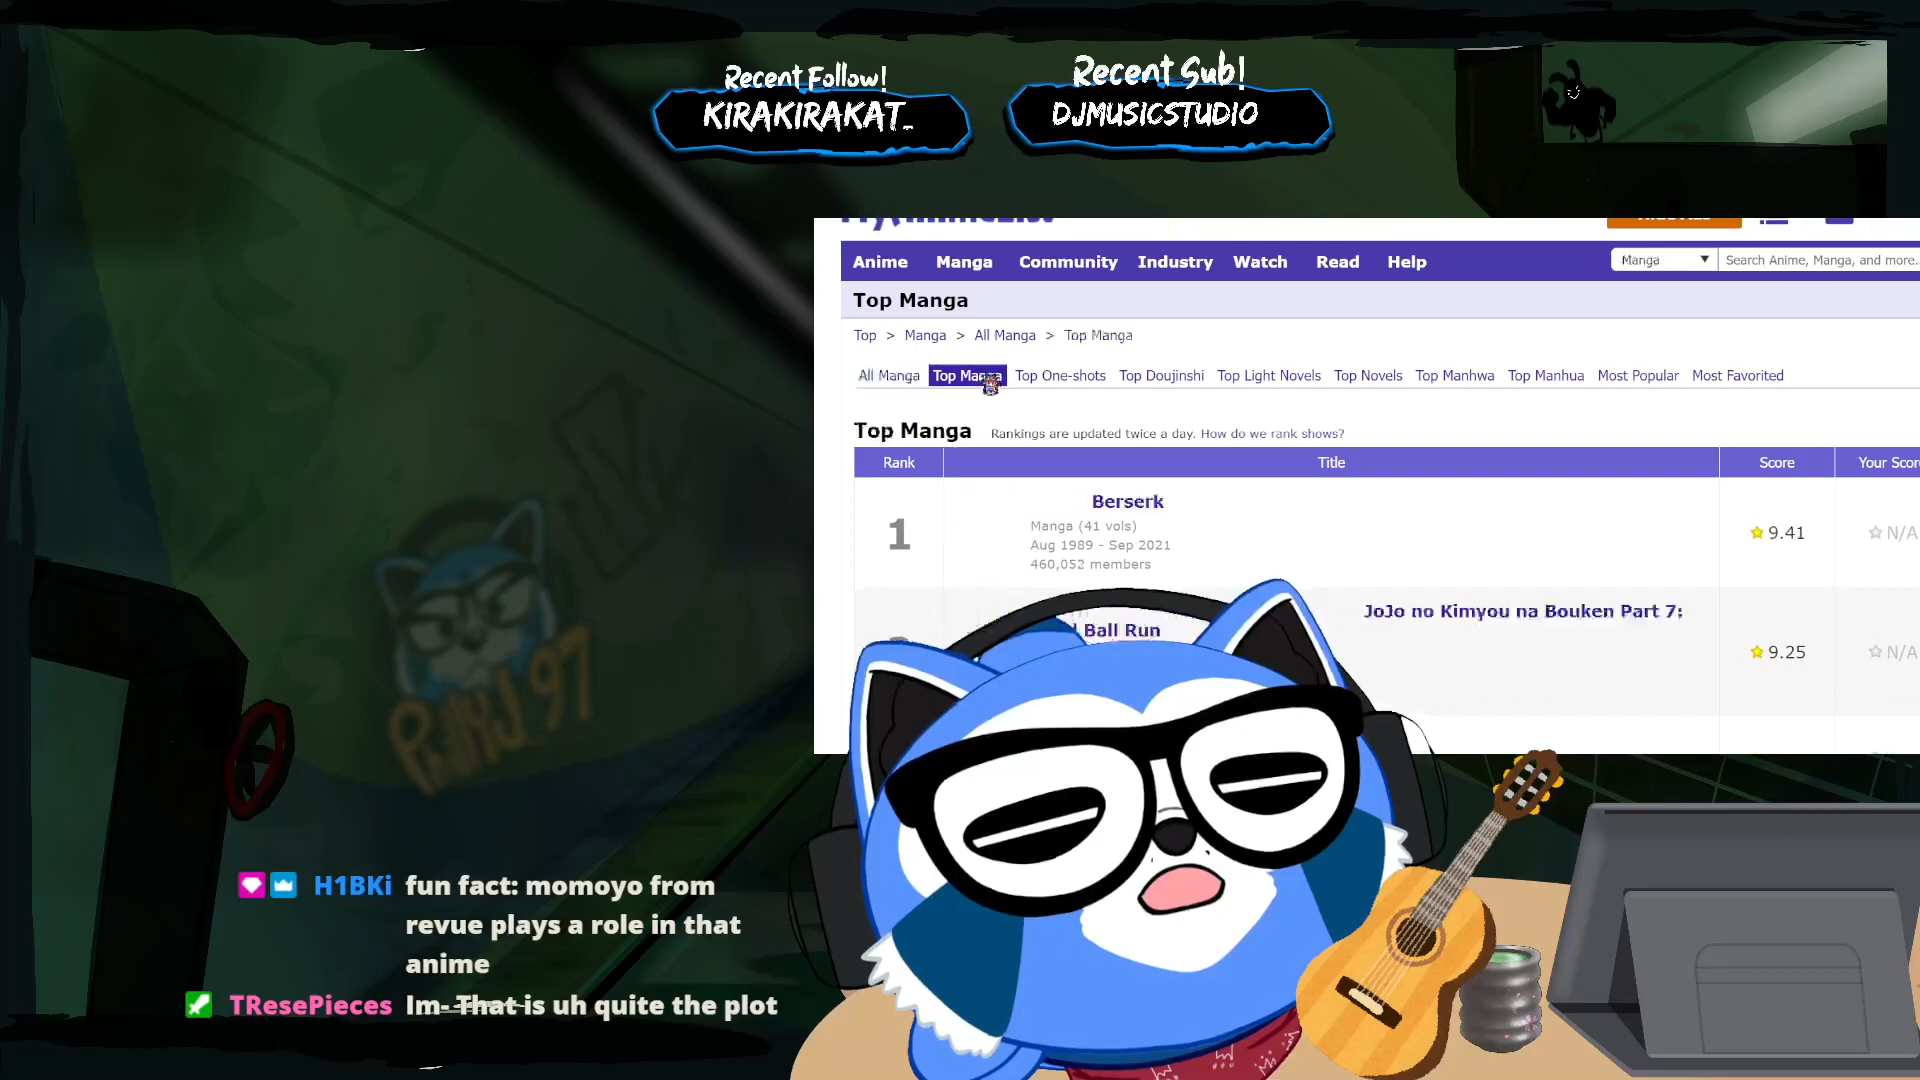 Recent Follow!
KIRAKIRAKAT_
Recent Sub!
DJMUSICSTUDIO
Anime Manga Community Industry Watch Read Help
Manga
Search Anime, Manga, and more...
Top Manga
Top > Manga > All Manga > Top Manga
All Manga Top Manga Top One-shots Top Doujinshi Top Light Novels Top Novels Top Manhwa Top Manhua Most Popular Most Favorited
Top Manga Rankings are updated twice a day. How do we rank shows?
Rank Title Score Your Scor
1
Berserk
Manga (41 vols)
Aug 1989 - Sep 2021
460,052 members
9.41
N/A
JoJo no Kimyou na Bouken Part 7:
Ball Run
9.25
N/A
H1BKi fun fact: momoyo from
revue plays a role in that
anime
TResePieces Im- That is uh quite the plot